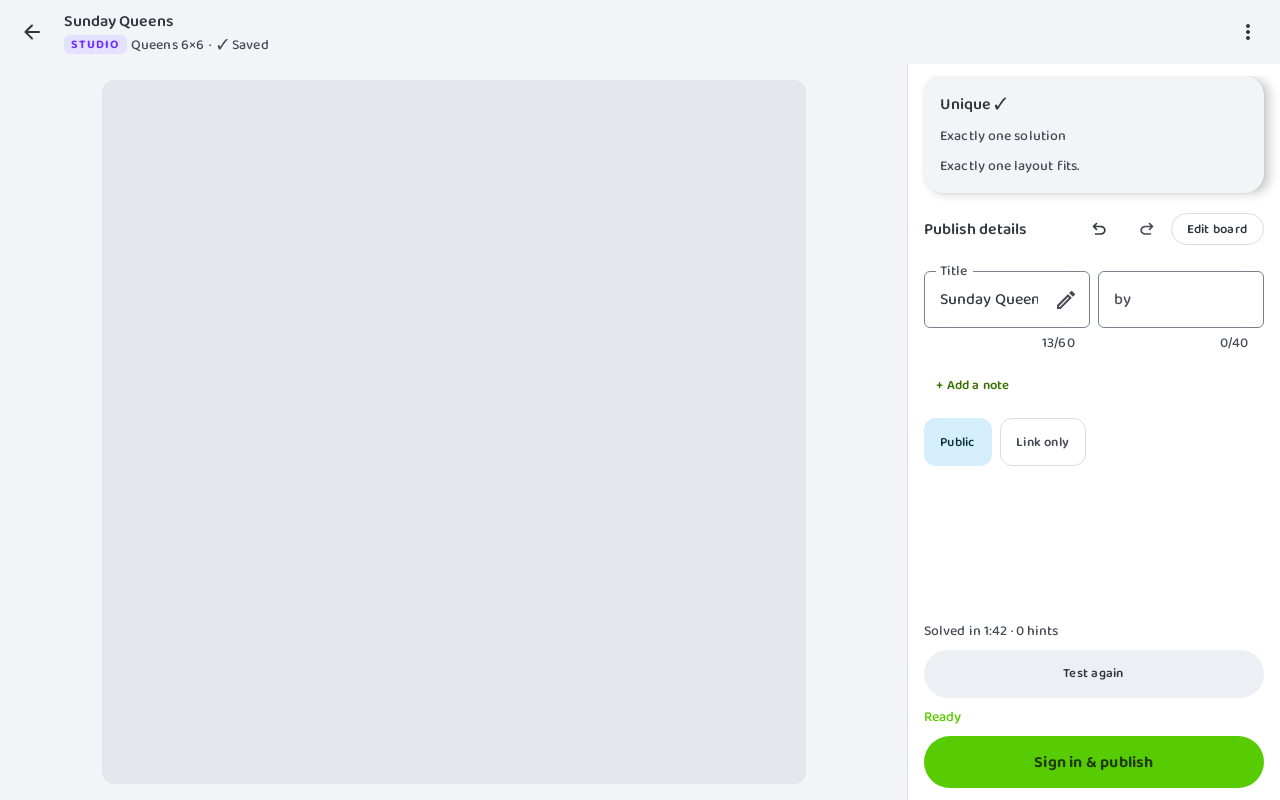 Sunday Queens
STUDIO Queens 6×6 · ✓ Saved
Unique ✓
Exactly one solution
Exactly one layout fits.
Publish details
Edit board
Title
Sunday Queen
by
13/60
0/40
+ Add a note
Public
Link only
Solved in 1:42 · 0 hints
Test again
Ready
Sign in & publish